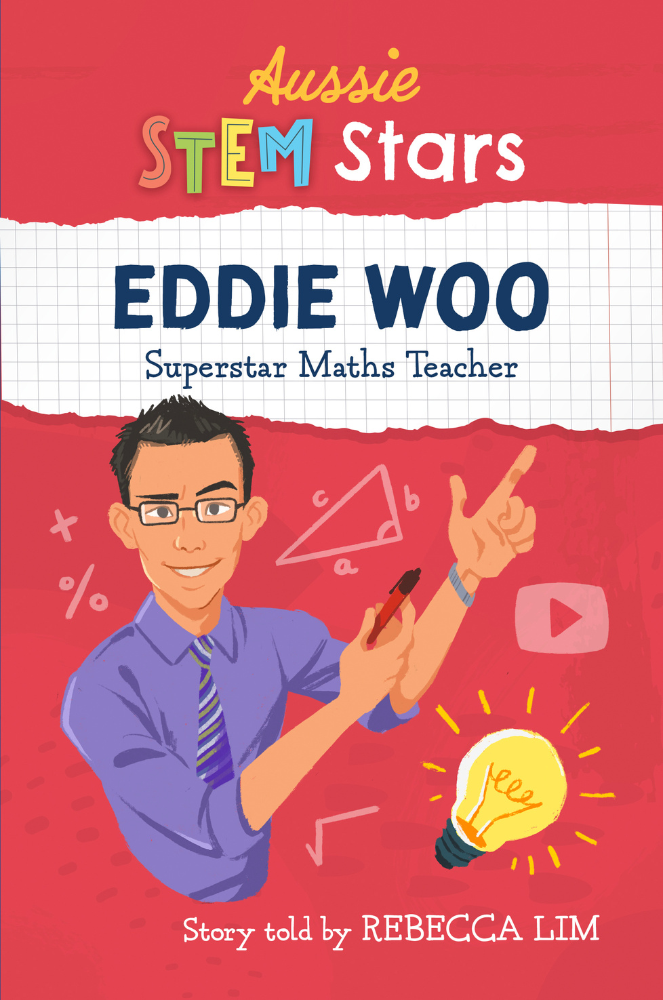 Aussie
STEM Stars
EDDIE WOO
Superstar Maths Teacher
c
b
a
+
%
√
Story told by REBECCA LIM